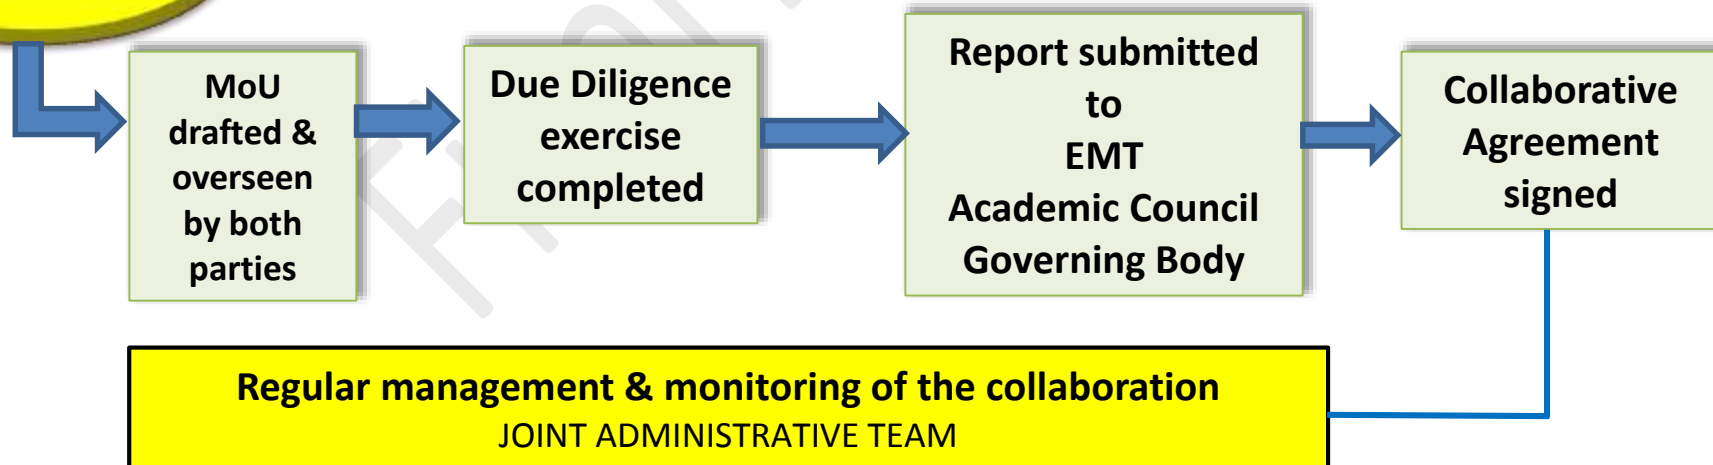 MoU
drafted &
overseen
by both
parties
Due Diligence
exercise
completed
Report submitted
to
EMT
Academic Council
Governing Body
Collaborative
Agreement
signed
Regular management & monitoring of the collaboration
JOINT ADMINISTRATIVE TEAM